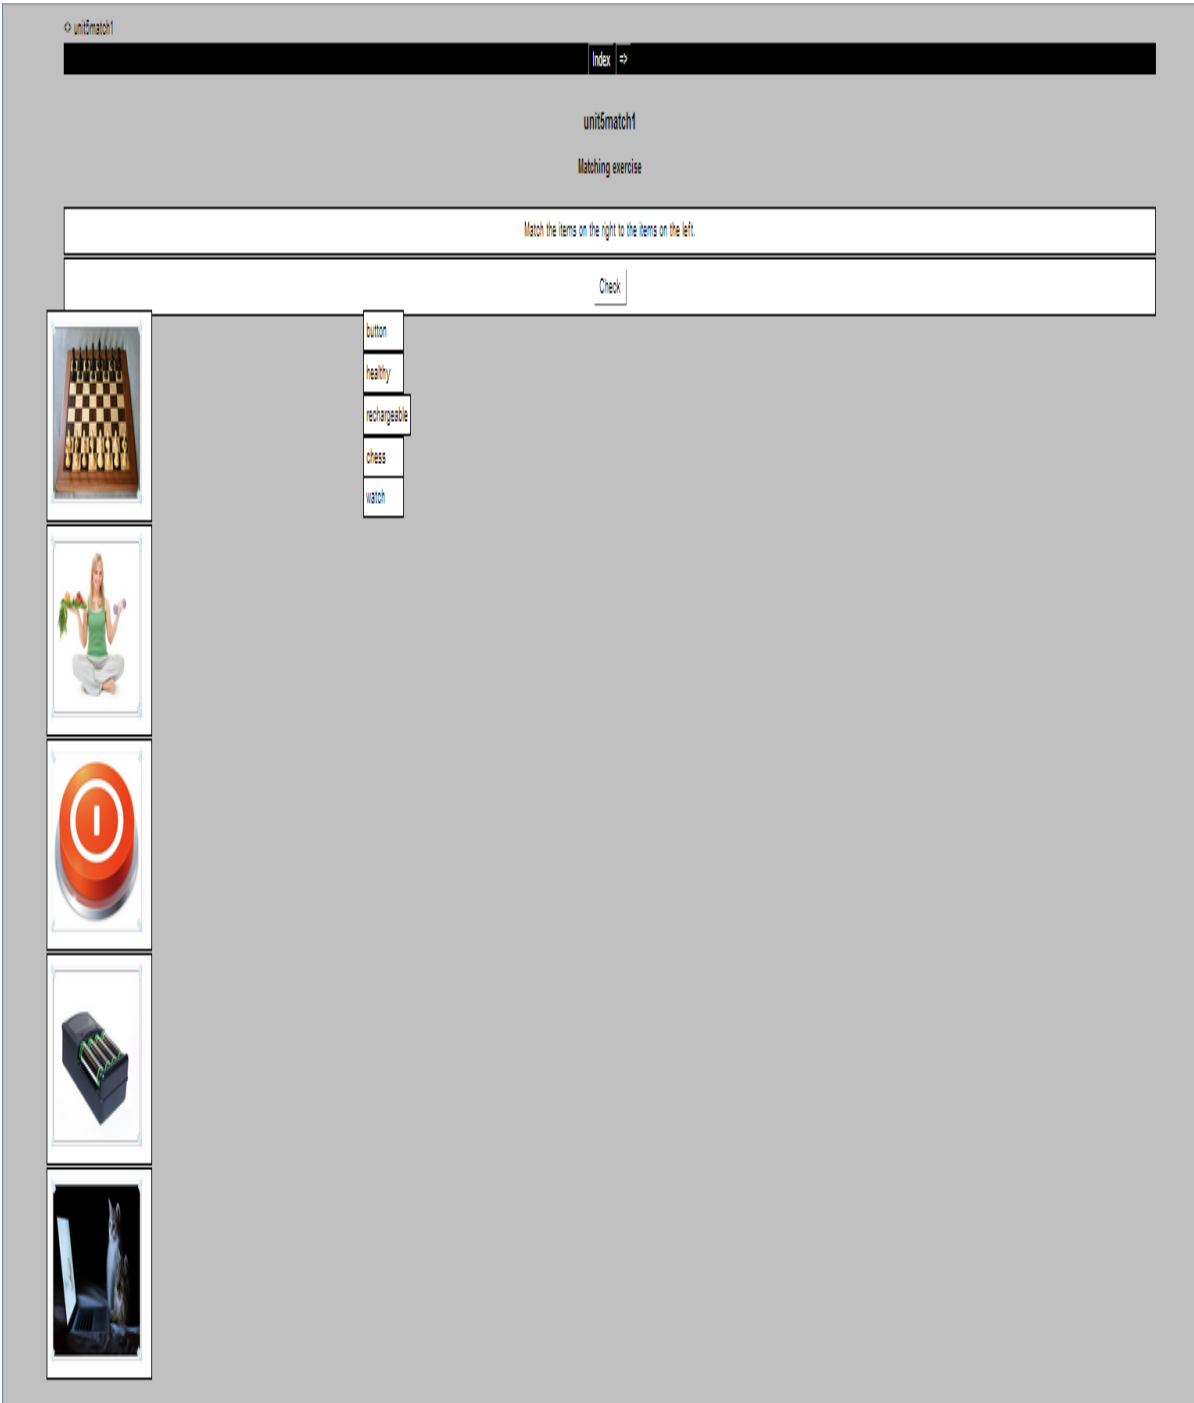 unit5match1
Index =>
unit5match1
Matching exercise
Match the items on the right to the items on the left.
Check
button
healthy
rechargeable
chess
watch